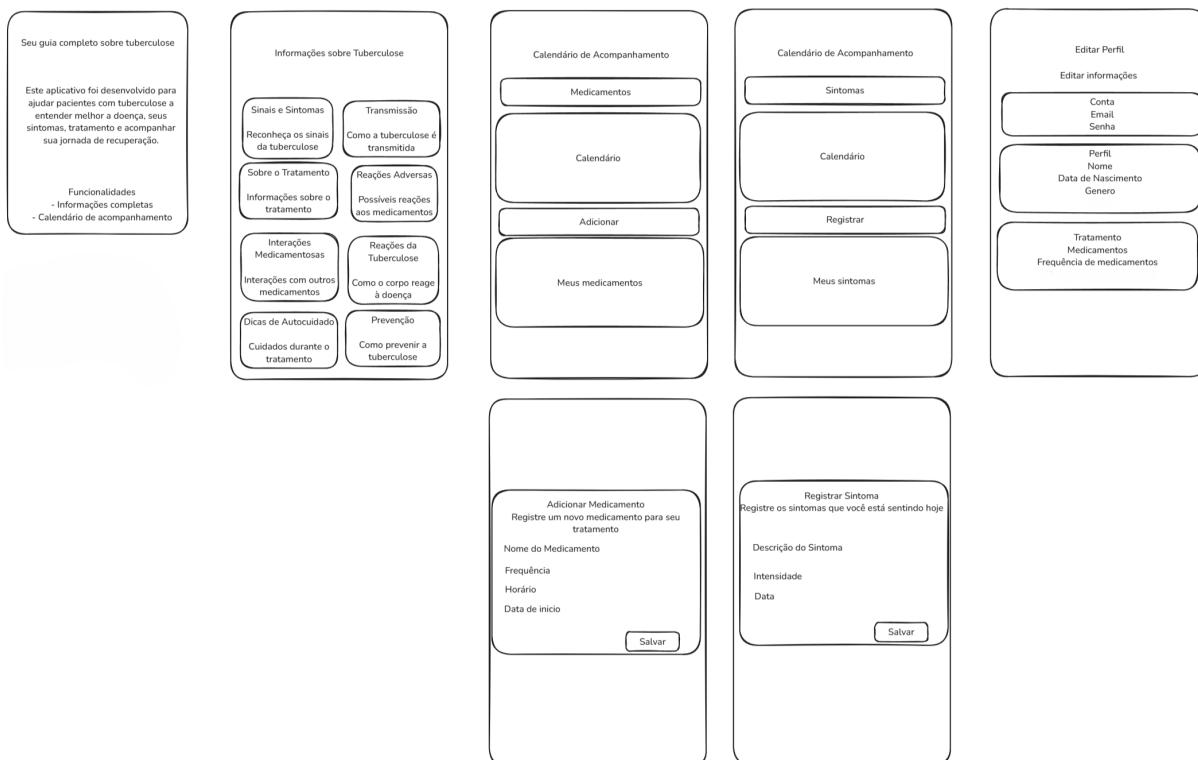 Seu guia completo sobre tuberculose
Este aplicativo foi desenvolvido para
ajudar pacientes com tuberculose a
entender melhor a doença, seus
sintomas, tratamento e acompanhar
sua jornada de recuperação.
Funcionalidades
- Informações completas
- Calendário de acompanhamento
Informações sobre Tuberculose
Sinais e Sintomas
Reconheça os sinais
da tuberculose
Transmissão
Como a tuberculose é
transmitida
Sobre o Tratamento
Informações sobre o
tratamento
Reações Adversas
Possíveis reações
aos medicamentos
Interações
Medicamentosas
Interações com outros
medicamentos
Reações da
Tuberculose
Como o corpo reage
à doença
Dicas de Autocuidado
Cuidados durante o
tratamento
Prevenção
Como prevenir a
tuberculose
Calendário de Acompanhamento
Medicamentos
Calendário
Adicionar
Meus medicamentos
Calendário de Acompanhamento
Sintomas
Calendário
Registrar
Meus sintomas
Editar Perfil
Editar informações
Conta
Email
Senha
Perfil
Nome
Data de Nascimento
Genero
Tratamento
Medicamentos
Frequência de medicamentos
Adicionar Medicamento
Registre um novo medicamento para seu
tratamento
Nome do Medicamento
Frequência
Horário
Data de inicio
Salvar
Registrar Sintoma
Registre os sintomas que você está sentindo hoje
Descrição do Sintoma
Intensidade
Data
Salvar